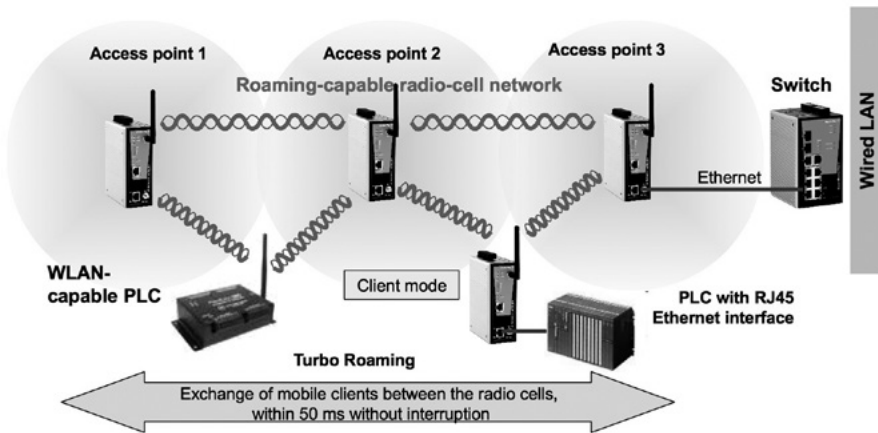 Access point 1
Access point 2
Access point 3
Roaming-capable radio-cell network
Switch
Wired LAN
Ethernet
WLAN-
capable PLC
Client mode
PLC with RJ45
Ethernet interface
Turbo Roaming
Exchange of mobile clients between the radio cells,
within 50 ms without interruption